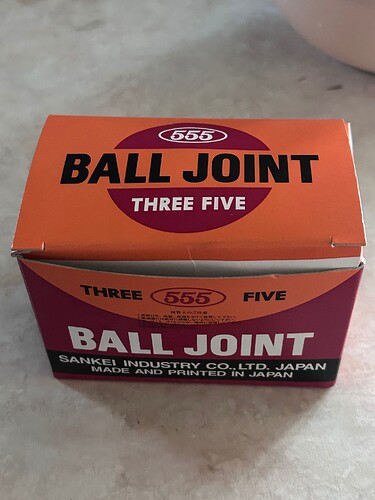 555
BALL JOINT
THREE FIVE
THREE 555 FIVE
BALL JOINT
SANKEI INDUSTRY CO.,LTD. JAPAN
MADE AND PRINTED IN JAPAN